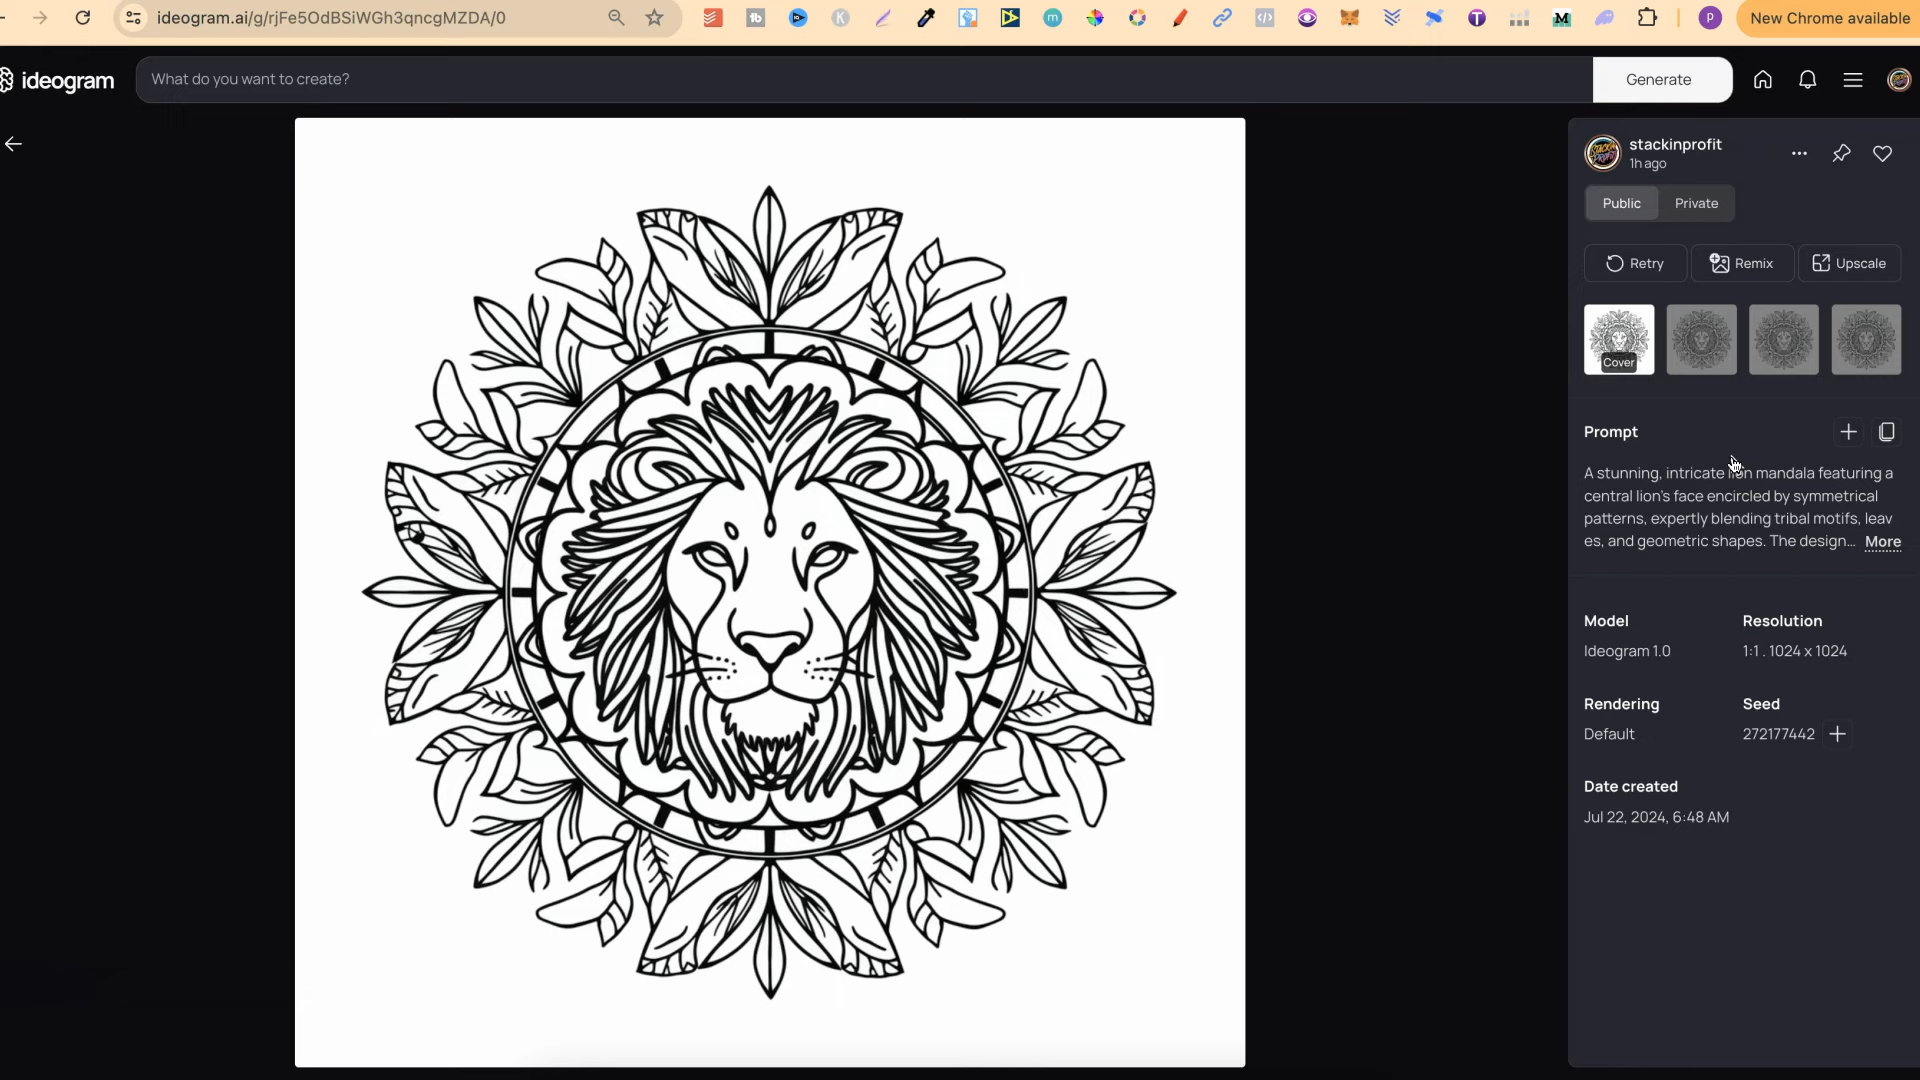 ideogram.ai/g/rjFe5OdBSiWGh3qncgMZDA/0
New Chrome available
ideogram
What do you want to create?
Generate
stackinprofit
1h ago
Public
Private
Retry
Remix
Upscale
Cover
Prompt
A stunning, intricate lion mandala featuring a
central lion's face encircled by symmetrical
patterns, expertly blending tribal motifs, leav
es, and geometric shapes. The design... More
Model
Resolution
Ideogram 1.0
1:1 . 1024 x 1024
Rendering
Seed
Default
272177442
Date created
Jul 22, 2024, 6:48 AM